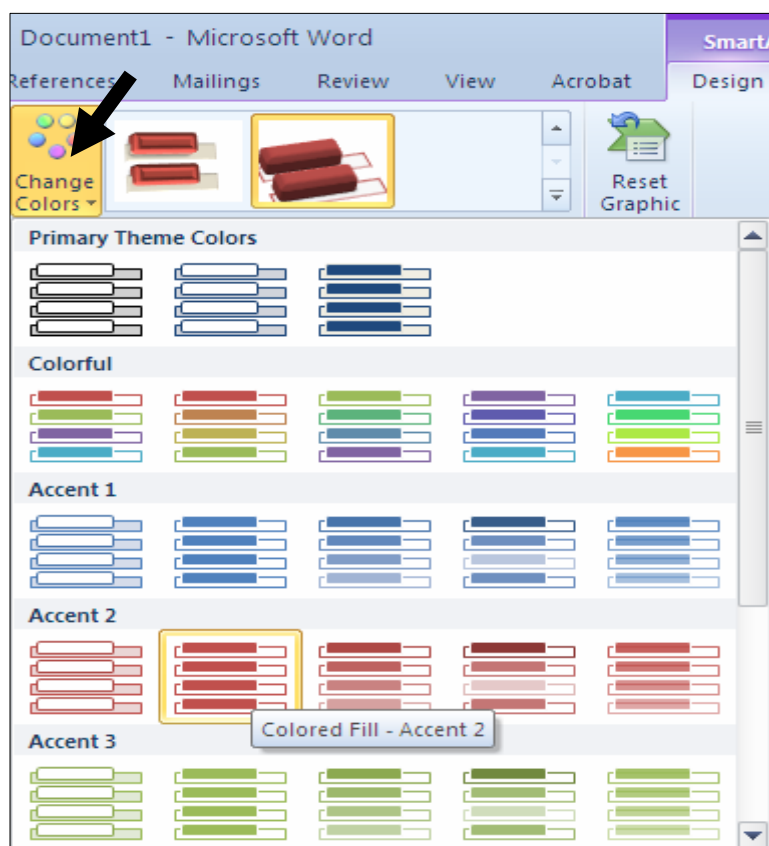 Document1 - Microsoft Word
References Mailings Review View Acrobat Design
Change
Colors
Reset
Graphic
Primary Theme Colors
Colorful
Accent 1
Accent 2
Colored Fill - Accent 2
Accent 3